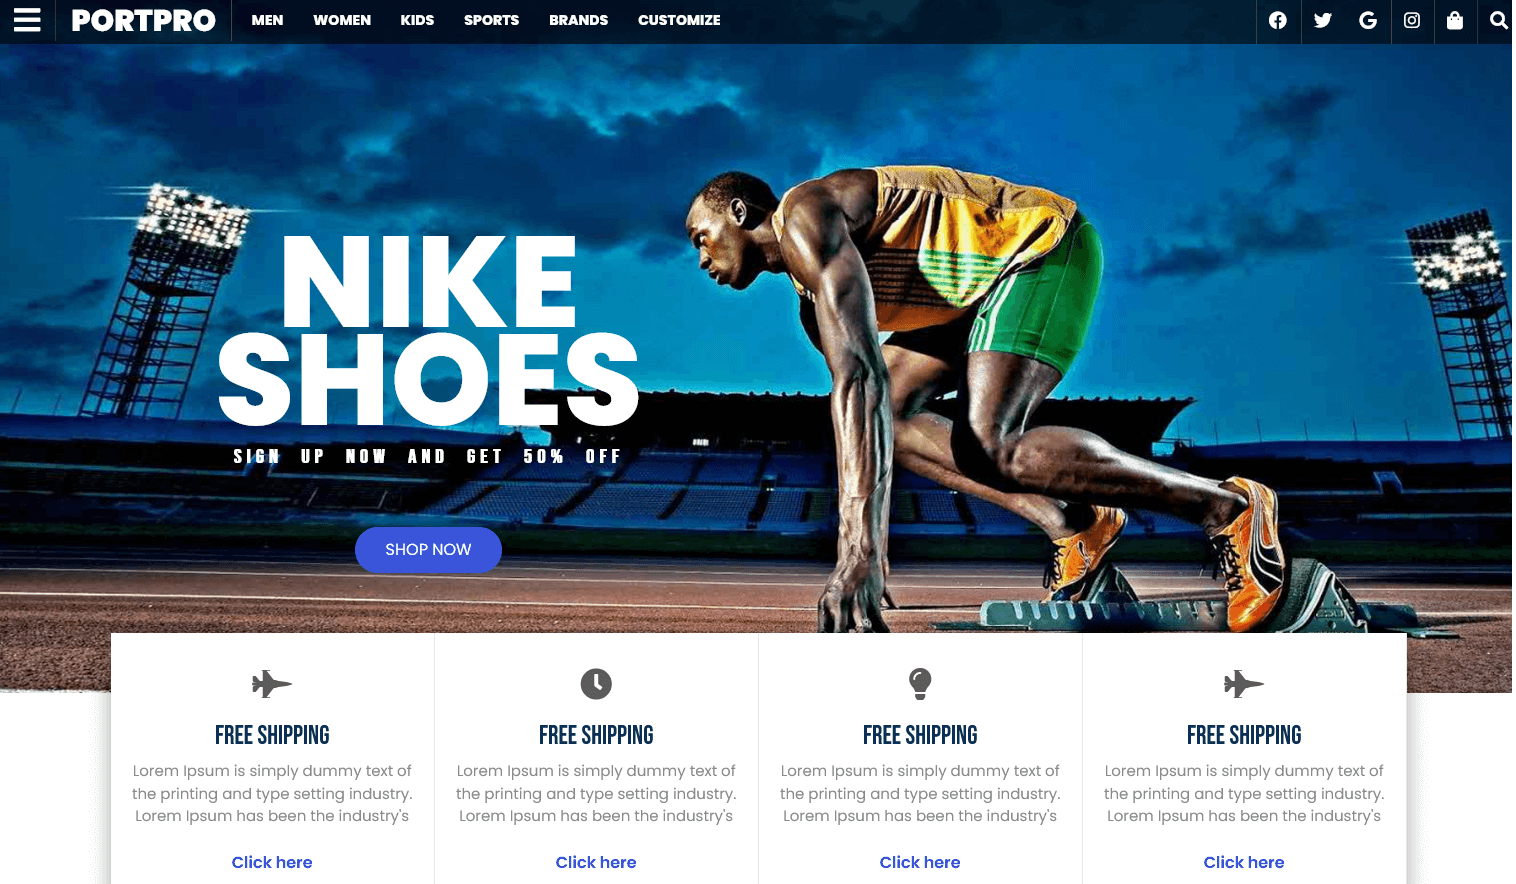 PORTPRO
MEN WOMEN KIDS SPORTS BRANDS CUSTOMIZE
NIKE
SHOES
SIGN UP NOW AND GET 50% OFF
SHOP NOW
FREE SHIPPING
Lorem Ipsum is simply dummy text of
the printing and type setting industry.
Lorem Ipsum has been the industry's
Click here
FREE SHIPPING
Lorem Ipsum is simply dummy text of
the printing and type setting industry.
Lorem Ipsum has been the industry's
Click here
FREE SHIPPING
Lorem Ipsum is simply dummy text of
the printing and type setting industry.
Lorem Ipsum has been the industry's
Click here
FREE SHIPPING
Lorem Ipsum is simply dummy text of
the printing and type setting industry.
Lorem Ipsum has been the industry's
Click here